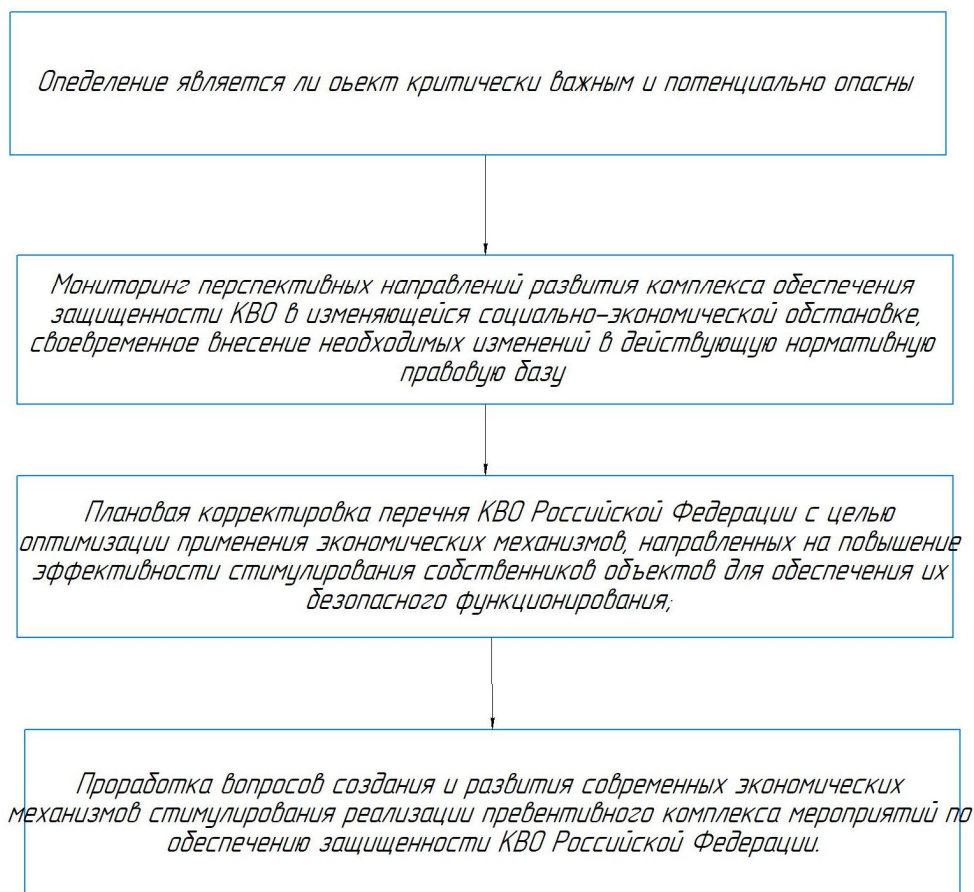 Опеделение является ли оьект критически важным и потенциально опасны
Мониторинг перспективных направлений развития комплекса обеспечения
защищенности КВО в изменяющейся социально-экономической обстановке,
своевременное внесение необходимых изменений в действующую нормативную
правовую базу
Плановая корректировка перечня КВО Российской Федерации с целью
оптимизации применения экономических механизмов, направленных на повышение
эффективности стимулирования собственников объектов для обеспечения их
безопасного функционирования;
Проработка вопросов создания и развития современных экономических
механизмов стимулирования реализации превентивного комплекса мероприятий по
обеспечению защищенности КВО Российской Федерации.